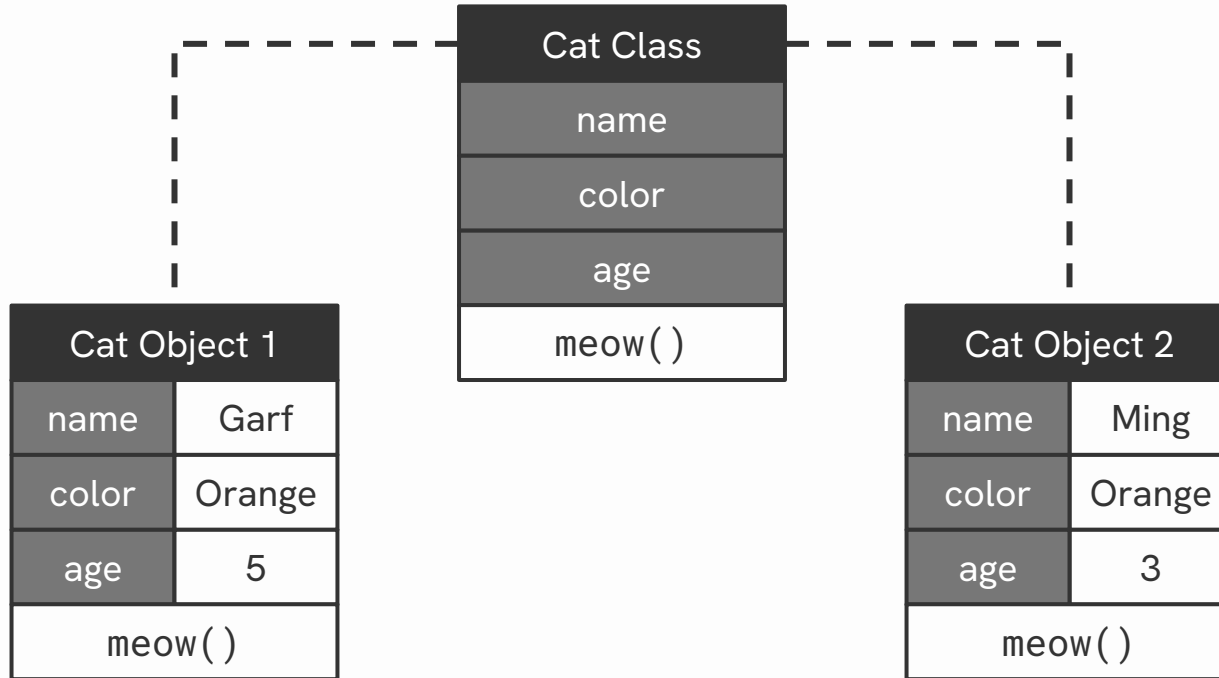 Cat Class
name
color
age
meow()
Cat Object 1
name Garf
color Orange
age 5
meow()
Cat Object 2
name Ming
color Orange
age 3
meow()